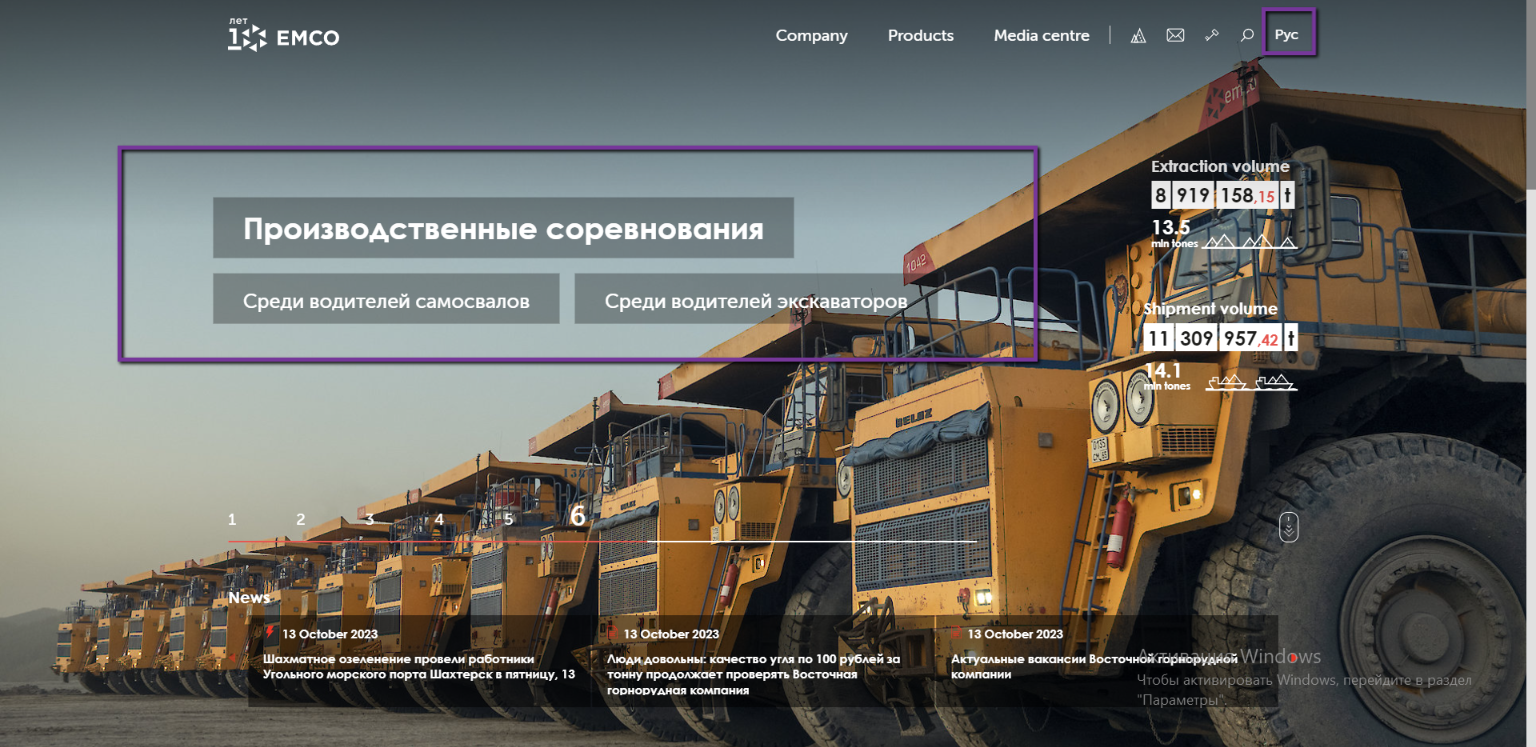 лет
10 EMCO
Company Products Media centre Рус
emco
Производственные соревнования
Среди водителей самосвалов Среди водителей экскаваторов
Extraction volume
8 919 158,15 t
13.5
mln tones
1042
Shipment volume
11 309 957,42 t
14.1
mln tones
BELAZ
1 2 3 4 5 6
News
13 October 2023
Шахматное озеленение провели работники
Угольного морского порта Шахтерск в пятницу, 13
13 October 2023
Люди довольны: качество угля по 100 рублей за
тонну продолжает проверять Восточная
горнорудная компания
13 October 2023
Актуальные вакансии Восточной горнорудной
компании
Активация Windows
Чтобы активировать Windows, перейдите в раздел
"Параметры".